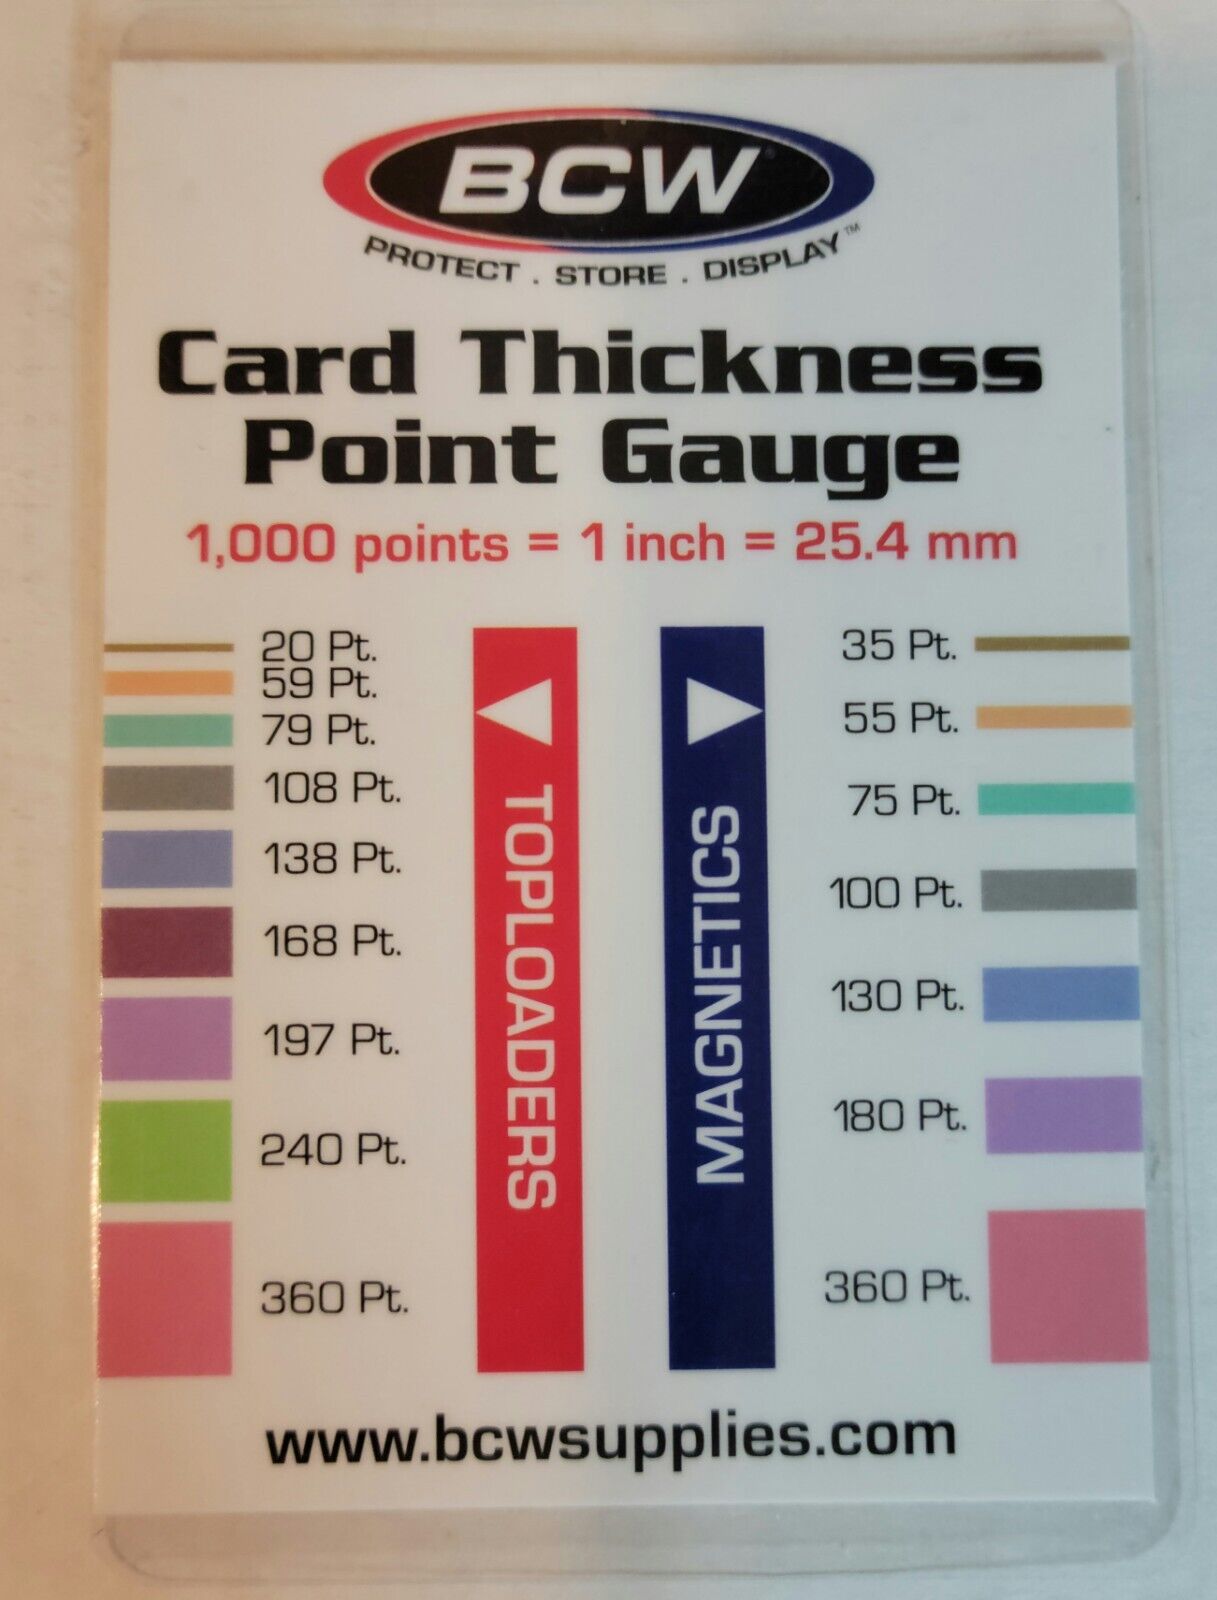 BCW®
PROTECT . STORE . DISPLAY™
Card Thickness
Point Gauge
1,000 points = 1 inch = 25.4 mm
20 Pt.
59 Pt.
79 Pt.
108 Pt.
138 Pt.
168 Pt.
197 Pt.
240 Pt.
360 Pt.
TOPLOADERS
MAGNETICS
35 Pt.
55 Pt.
75 Pt.
100 Pt.
130 Pt.
180 Pt.
360 Pt.
www.bcwsupplies.com